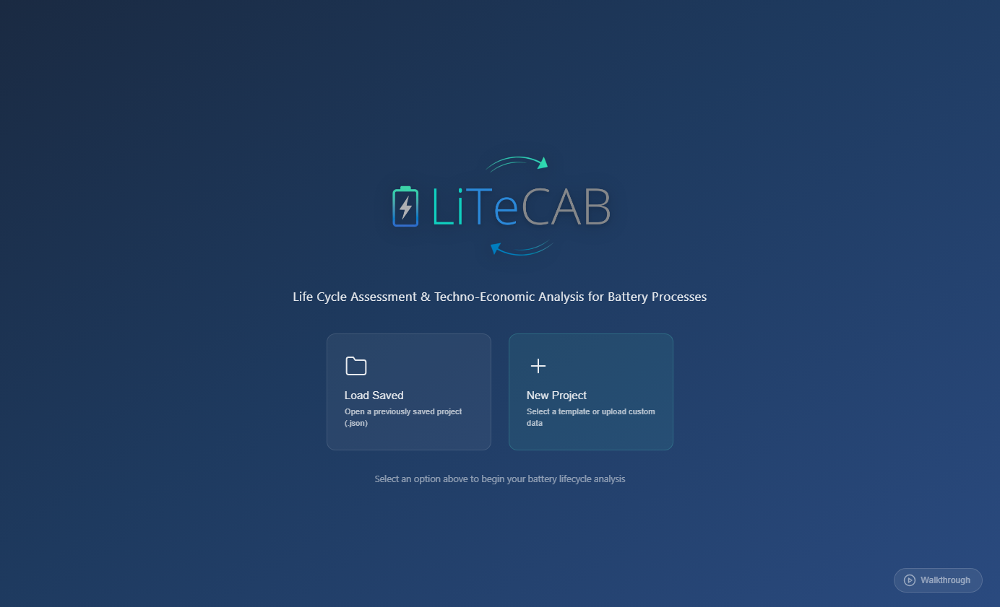 LiTeCAB
Life Cycle Assessment & Techno-Economic Analysis for Battery Processes
Load Saved
Open a previously saved project
(.json)
New Project
Select a template or upload custom
data
Select an option above to begin your battery lifecycle analysis
Walkthrough